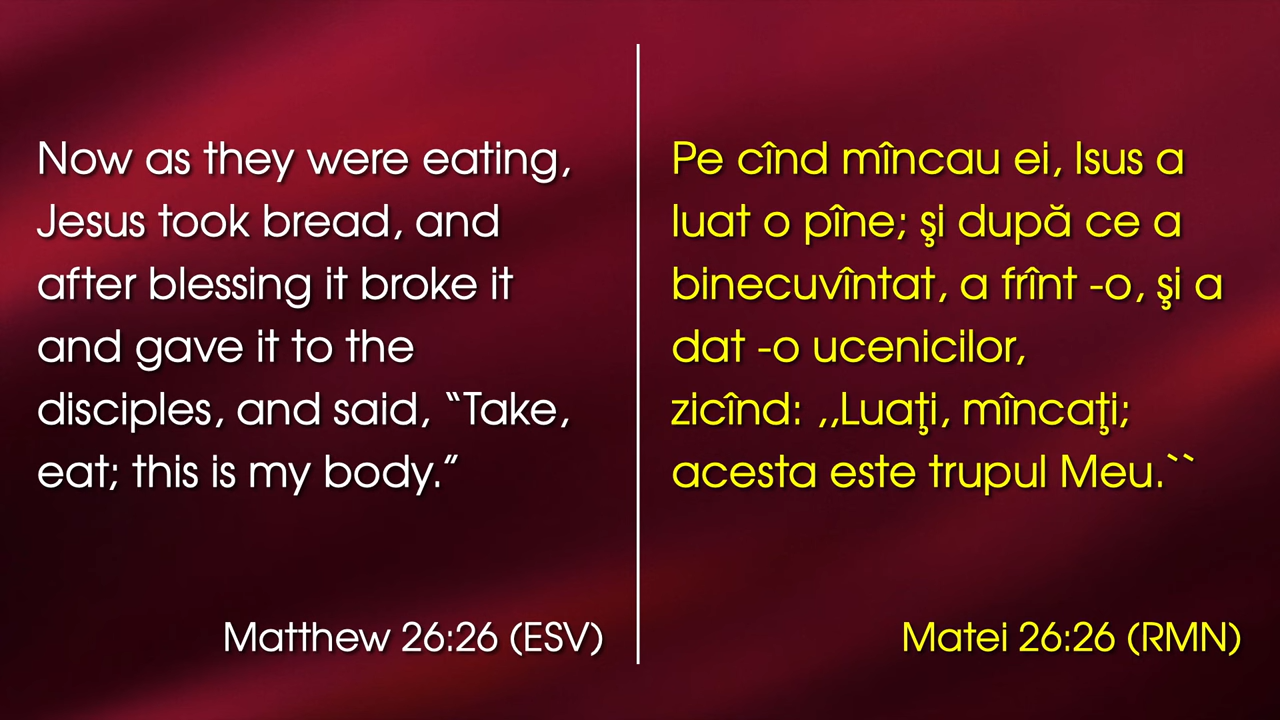 Now as they were eating,
Jesus took bread, and
after blessing it broke it
and gave it to the
disciples, and said, “Take,
eat; this is my body.”
Matthew 26:26 (ESV)
Pe cînd mîncau ei, Isus a
luat o pîne; şi după ce a
binecuvîntat, a frînt -o, şi a
dat -o ucenicilor,
zicînd: ,,Luaţi, mîncaţi;
acesta este trupul Meu.``
Matei 26:26 (RMN)